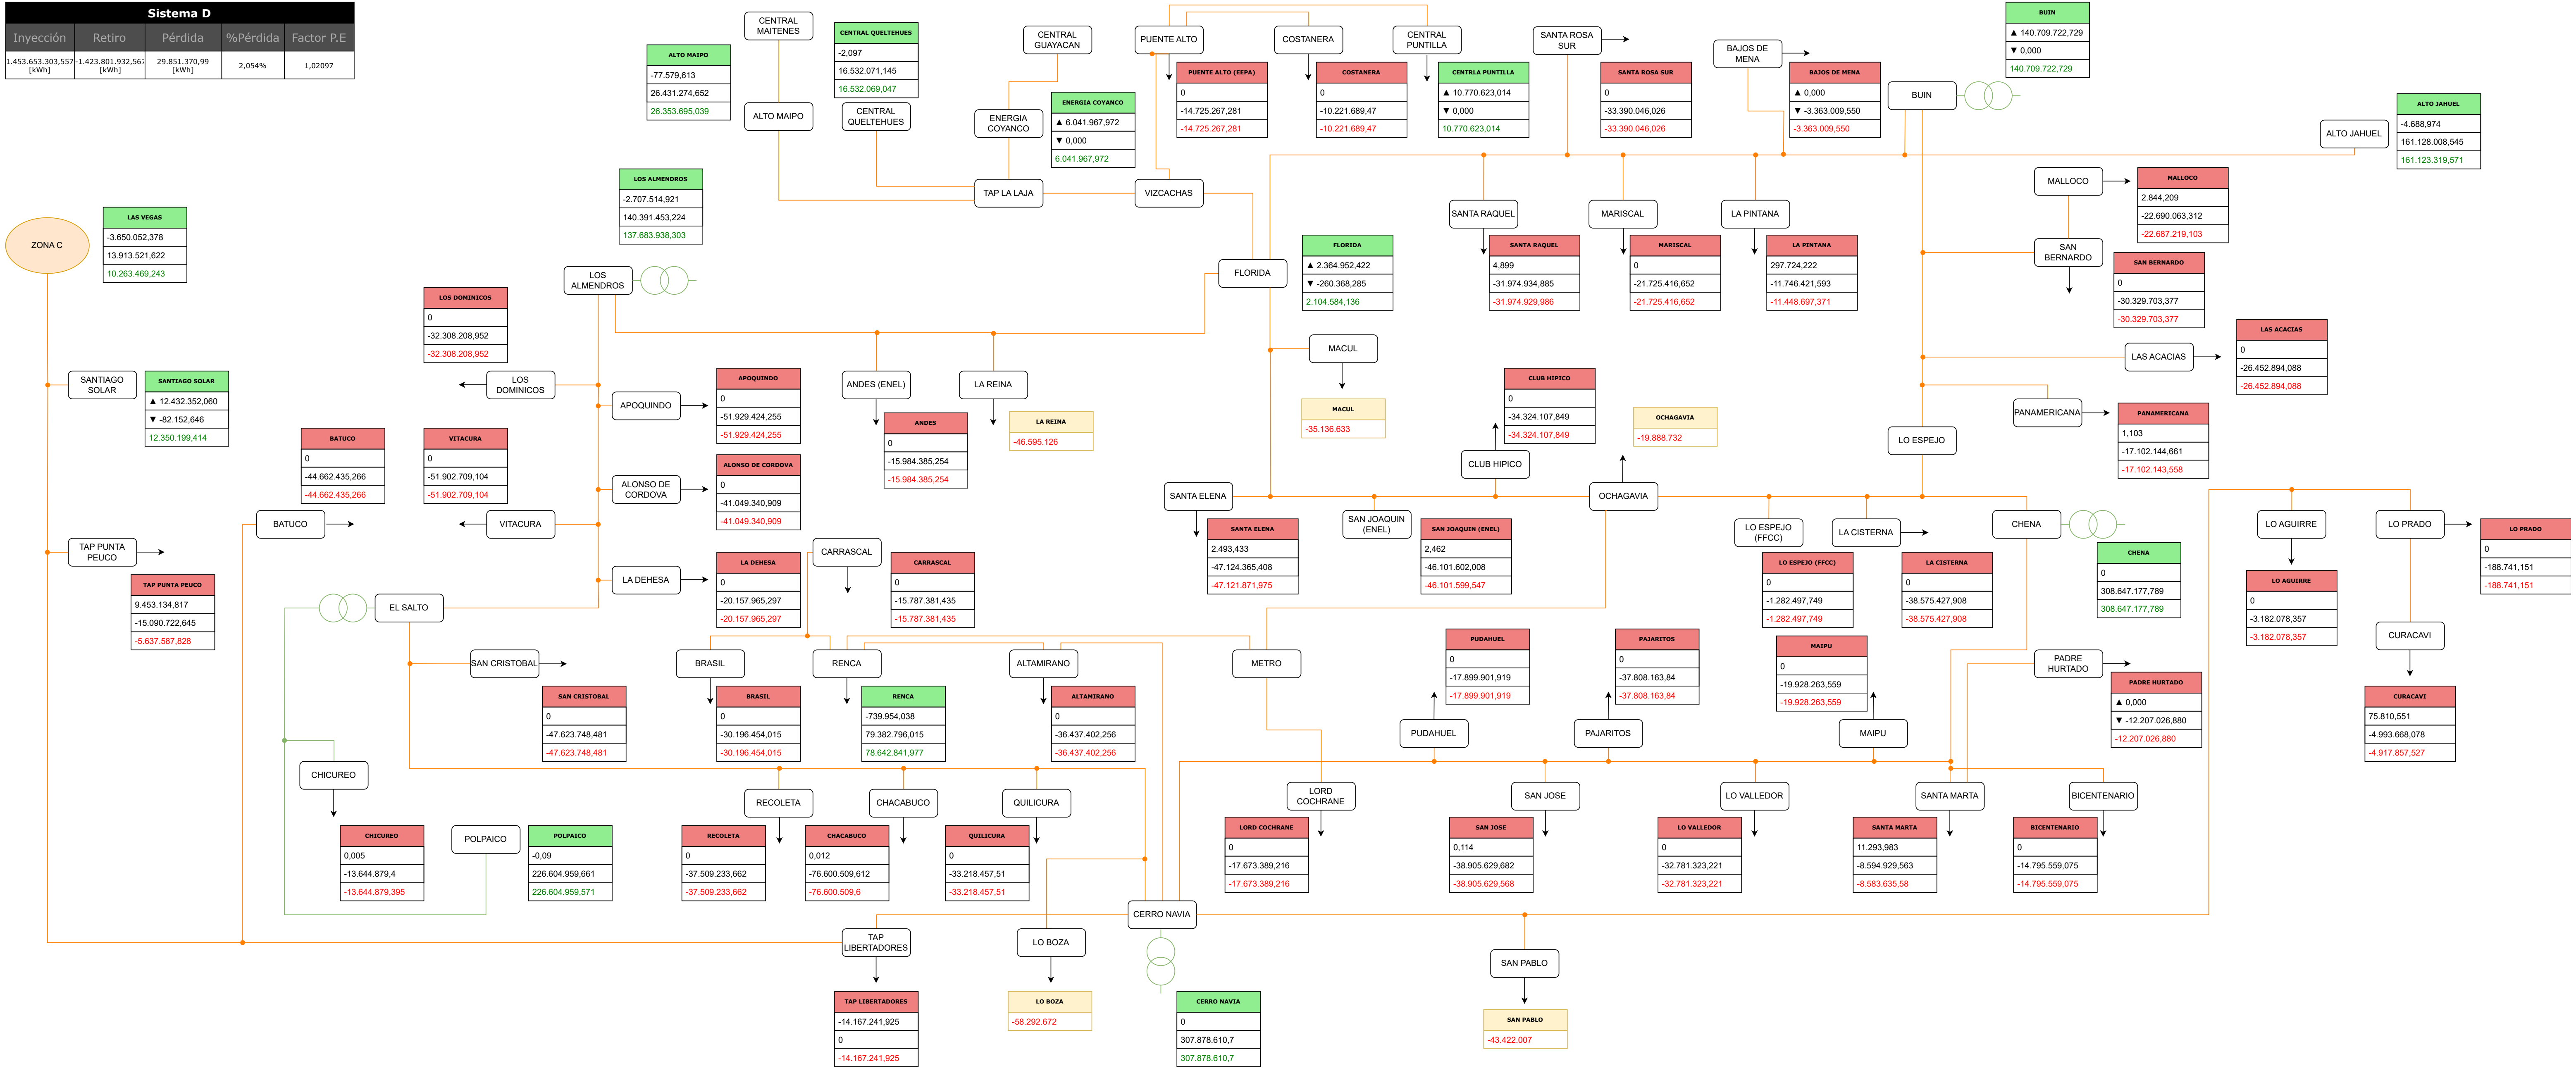 Sistema D
Inyección Retiro Pérdida %Pérdida Factor P.E
1.453.653.303,557 [kWh] -1.423.801.932,567 [kWh] 29.851.370,99 [kWh] 2,054% 1,02097
ZONA C
LAS VEGAS
-3.650.052,378
13.913.521,622
10.263.469,243
SANTIAGO SOLAR
SANTIAGO SOLAR
▲ 12.432.352,060
▼ -82.152,646
12.350.199,414
TAP PUNTA PEUCO
TAP PUNTA PEUCO
9.453.134,817
-15.090.722,645
-5.637.587,828
BATUCO
0
-44.662.435,266
-44.662.435,266
BATUCO
VITACURA
0
-51.902.709,104
-51.902.709,104
VITACURA
LOS DOMINICOS
0
-32.308.208,952
-32.308.208,952
LOS DOMINICOS
LOS ALMENDROS
-2.707.514,921
140.391.453,224
137.683.938,303
LOS ALMENDROS
ALTO MAIPO
-77.579,613
26.431.274,652
26.353.695,039
CENTRAL MAITENES
ALTO MAIPO
CENTRAL QUELTEHUES
-2,097
16.532.071,145
16.532.069,047
CENTRAL QUELTEHUES
CENTRAL GUAYACAN
ENERGIA COYANCO
ENERGIA COYANCO
▲ 6.041.967,972
▼ 0,000
6.041.967,972
TAP LA LAJA
VIZCACHAS
PUENTE ALTO
PUENTE ALTO (EEPA)
0
-14.725.267,281
-14.725.267,281
COSTANERA
COSTANERA
0
-10.221.689,47
-10.221.689,47
CENTRAL PUNTILLA
CENTRLA PUNTILLA
▲ 10.770.623,014
▼ 0,000
10.770.623,014
SANTA ROSA SUR
SANTA ROSA SUR
0
-33.390.046,026
-33.390.046,026
BAJOS DE MENA
BAJOS DE MENA
▲ 0,000
▼ -3.363.009,550
-3.363.009,550
BUIN
▲ 140.709.722,729
▼ 0,000
140.709.722,729
BUIN
ALTO JAHUEL
ALTO JAHUEL
-4.688,974
161.128.008,545
161.123.319,571
SANTA RAQUEL
SANTA RAQUEL
4,899
-31.974.934,885
-31.974.929,986
MARISCAL
MARISCAL
0
-21.725.416,652
-21.725.416,652
LA PINTANA
LA PINTANA
297.724,222
-11.746.421,593
-11.448.697,371
MALLOCO
MALLOCO
2.844,209
-22.690.063,312
-22.687.219,103
SAN BERNARDO
SAN BERNARDO
0
-30.329.703,377
-30.329.703,377
LAS ACACIAS
LAS ACACIAS
0
-26.452.894,088
-26.452.894,088
PANAMERICANA
PANAMERICANA
1,103
-17.102.144,661
-17.102.143,558
FLORIDA
FLORIDA
▲ 2.364.952,422
▼ -260.368,285
2.104.584,136
MACUL
MACUL
-35.136.633
APOQUINDO
APOQUINDO
0
-51.929.424,255
-51.929.424,255
ALONSO DE CORDOVA
ALONSO DE CORDOVA
0
-41.049.340,909
-41.049.340,909
LA DEHESA
LA DEHESA
0
-20.157.965,297
-20.157.965,297
ANDES (ENEL)
ANDES
0
-15.984.385,254
-15.984.385,254
LA REINA
LA REINA
-46.595.126
CLUB HIPICO
0
-34.324.107,849
-34.324.107,849
CLUB HIPICO
OCHAGAVIA
-19.888.732
OCHAGAVIA
LO ESPEJO
SANTA ELENA
SANTA ELENA
2.493,433
-47.124.365,408
-47.121.871,975
SAN JOAQUIN (ENEL)
SAN JOAQUIN (ENEL)
2,462
-46.101.602,008
-46.101.599,547
LO ESPEJO (FFCC)
LO ESPEJO (FFCC)
0
-1.282.497,749
-1.282.497,749
LA CISTERNA
LA CISTERNA
0
-38.575.427,908
-38.575.427,908
CHENA
CHENA
0
308.647.177,789
308.647.177,789
LO AGUIRRE
LO AGUIRRE
0
-3.182.078,357
-3.182.078,357
LO PRADO
LO PRADO
0
-188.741,151
-188.741,151
CURACAVI
CURACAVI
75.810,551
-4.993.668,078
-4.917.857,527
EL SALTO
CARRASCAL
CARRASCAL
0
-15.787.381,435
-15.787.381,435
SAN CRISTOBAL
SAN CRISTOBAL
0
-47.623.748,481
-47.623.748,481
BRASIL
BRASIL
0
-30.196.454,015
-30.196.454,015
RENCA
RENCA
-739.954,038
79.382.796,015
78.642.841,977
ALTAMIRANO
ALTAMIRANO
0
-36.437.402,256
-36.437.402,256
METRO
PUDAHUEL
0
-17.899.901,919
-17.899.901,919
PUDAHUEL
PAJARITOS
0
-37.808.163,84
-37.808.163,84
PAJARITOS
MAIPU
0
-19.928.263,559
-19.928.263,559
MAIPU
PADRE HURTADO
PADRE HURTADO
▲ 0,000
▼ -12.207.026,880
-12.207.026,880
CHICUREO
CHICUREO
0,005
-13.644.879,4
-13.644.879,395
POLPAICO
POLPAICO
-0,09
226.604.959,661
226.604.959,571
RECOLETA
RECOLETA
0
-37.509.233,662
-37.509.233,662
CHACABUCO
CHACABUCO
0,012
-76.600.509,612
-76.600.509,6
QUILICURA
QUILICURA
0
-33.218.457,51
-33.218.457,51
LORD COCHRANE
LORD COCHRANE
0
-17.673.389,216
-17.673.389,216
SAN JOSE
SAN JOSE
0,114
-38.905.629,682
-38.905.629,568
LO VALLEDOR
LO VALLEDOR
0
-32.781.323,221
-32.781.323,221
SANTA MARTA
SANTA MARTA
11.293,983
-8.594.929,563
-8.583.635,58
BICENTENARIO
BICENTENARIO
0
-14.795.559,075
-14.795.559,075
CERRO NAVIA
TAP LIBERTADORES
TAP LIBERTADORES
-14.167.241,925
0
-14.167.241,925
LO BOZA
LO BOZA
-58.292.672
CERRO NAVIA
0
307.878.610,7
307.878.610,7
SAN PABLO
SAN PABLO
-43.422.007